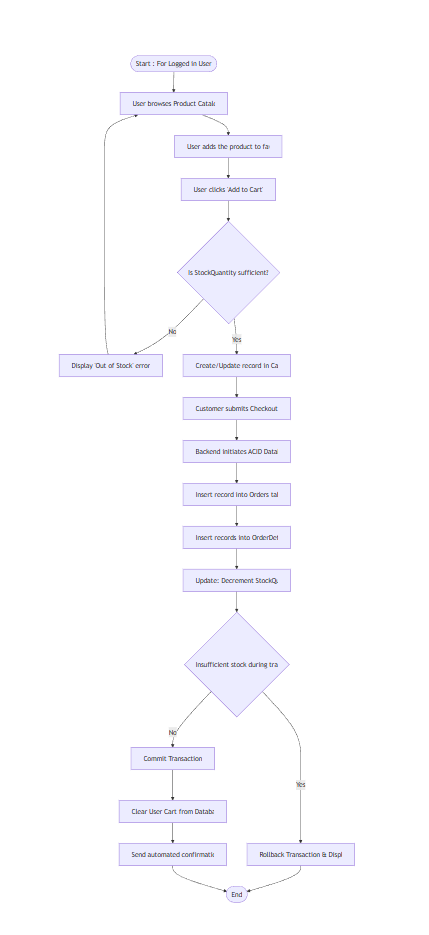 Start : For Logged In User
User browses Product Catalo
User adds the product to fa
User clicks 'Add to Cart'
Is StockQuantity sufficient?
No
Yes
Display 'Out of Stock' error
Create/Update record in Ca
Customer submits Checkout
Backend initiates ACID Data
Insert record into Orders tal
Insert records into OrderDe
Update: Decrement StockQ
Insufficient stock during tra
No
Yes
Commit Transaction
Clear User Cart from Databa
Send automated confirmatio
Rollback Transaction & Displ
End